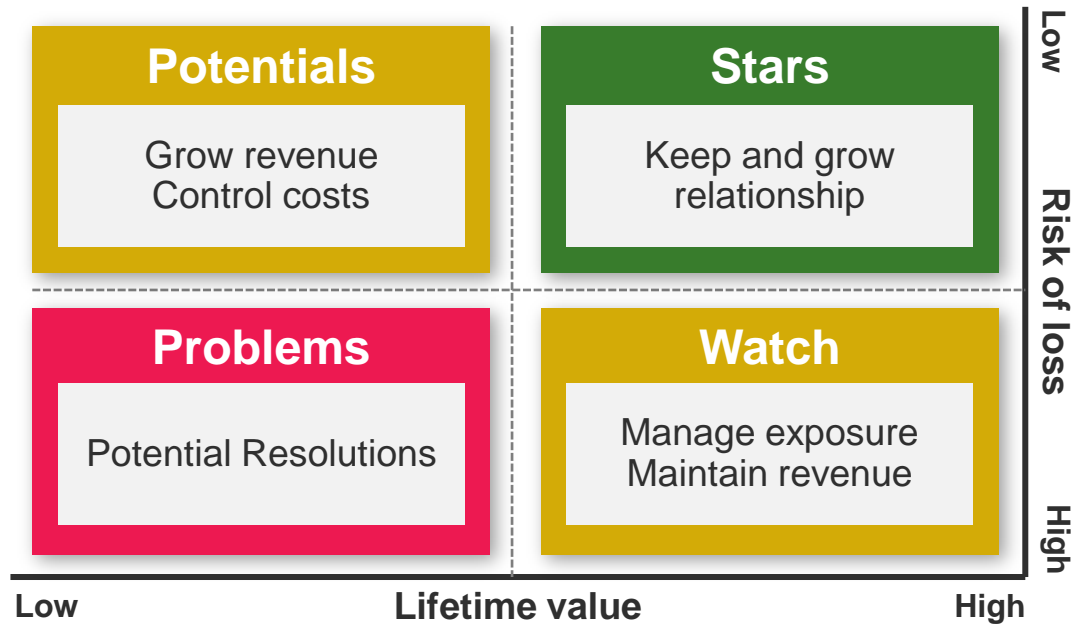 Potentials
Grow revenue
Control costs
Stars
Keep and grow
relationship
Problems
Potential Resolutions
Watch
Manage exposure
Maintain revenue
Low
Risk of loss
High
Low
Lifetime value
High